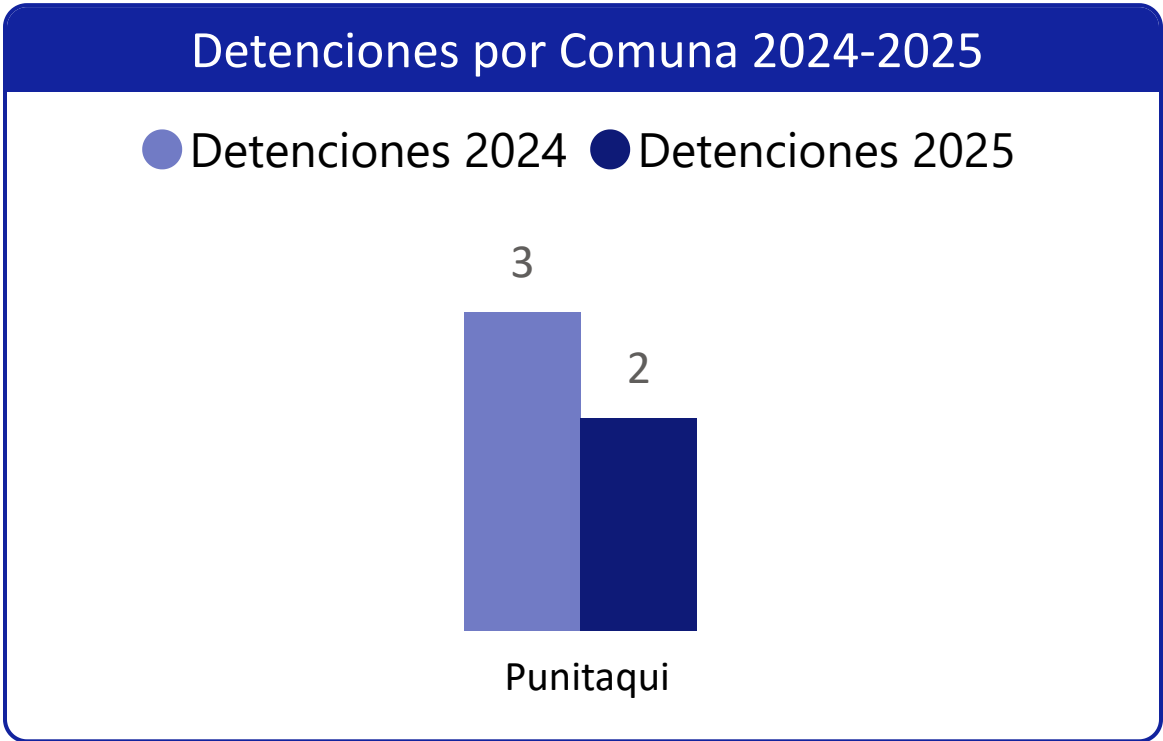 Detenciones por Comuna 2024-2025
Detenciones 2024 Detenciones 2025
3
2
Punitaqui